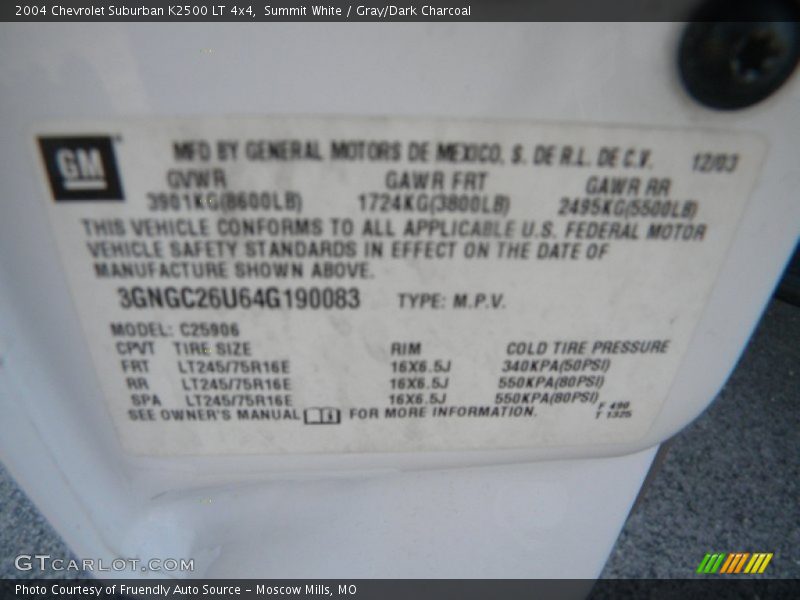 2004 Chevrolet Suburban K2500 LT 4x4, Summit White / Gray/Dark Charcoal
GM
MFD BY GENERAL MOTORS DE MEXICO, S. DE R.L. DE C.V. 12/03
GVWR GAWR FRT GAWR RR
3901KG(8600LB) 1724KG(3800LB) 2495KG(5500LB)
THIS VEHICLE CONFORMS TO ALL APPLICABLE U.S. FEDERAL MOTOR
VEHICLE SAFETY STANDARDS IN EFFECT ON THE DATE OF
MANUFACTURE SHOWN ABOVE.
3GNGC26U64G190083 TYPE: M.P.V.
MODEL: C25906
CPVT TIRE SIZE RIM COLD TIRE PRESSURE
FRT LT245/75R16E 16X6.5J 340KPA(50PSI)
RR LT245/75R16E 16X6.5J 550KPA(80PSI)
SPA LT245/75R16E 16X6.5J 550KPA(80PSI)
SEE OWNER'S MANUAL FOR MORE INFORMATION.
F 490
T 1325
GTCARLOT.COM
Photo Courtesy of Fruendly Auto Source - Moscow Mills, MO